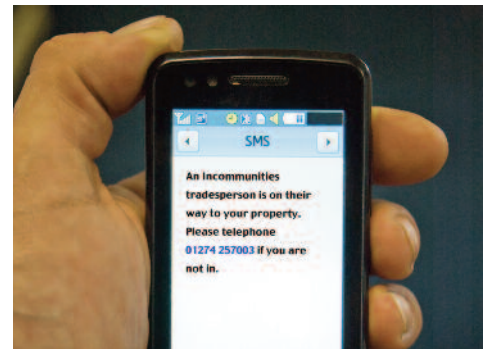 SMS
An Incommunities
tradesperson is on their
way to your property.
Please telephone
01274 257003 if you are
not in.